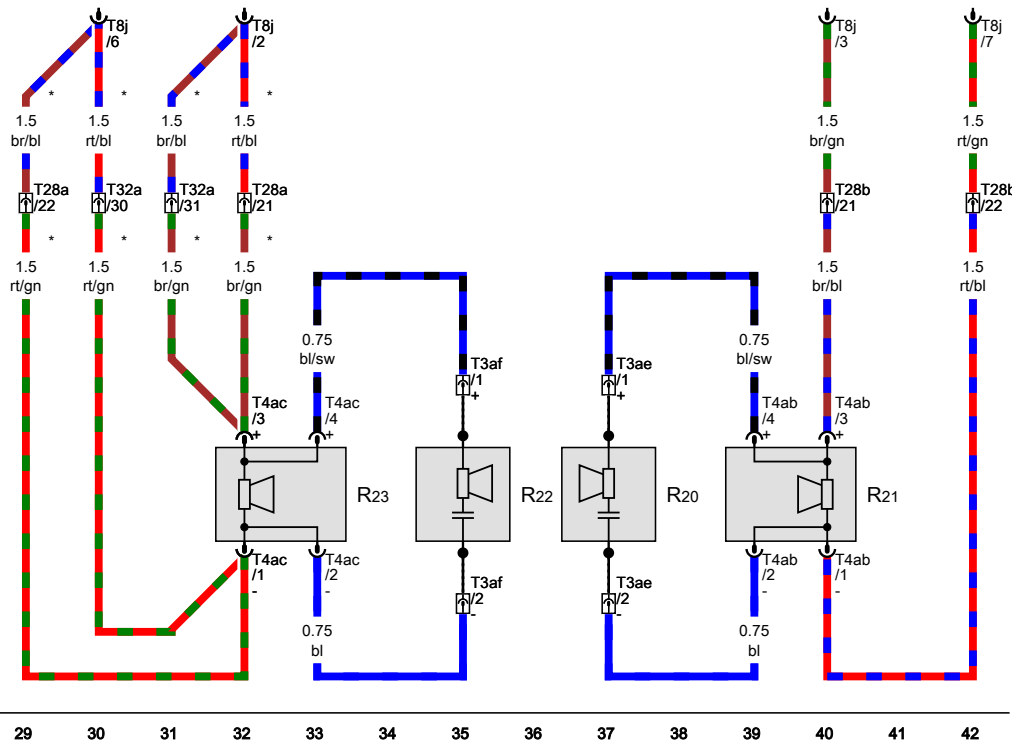 T8j
/6
T8j
/2
T8j
/3
T8j
/7
* * * *
1.5 1.5 1.5 1.5 1.5 1.5
br/bl rt/bl br/bl rt/bl br/gn rt/gn
T28a
/22
T32a
/30
T32a
/31
T28a
/21
T28b
/21
T28b
/22
* * * *
1.5 1.5 1.5 1.5 1.5 1.5
rt/gn rt/gn br/gn br/gn br/bl rt/bl
0.75
bl/sw
0.75
bl/sw
T3af
/1
+
T3ae
/1
+
T4ac
/3
+
T4ac
/4
+
T4ab
/4
+
T4ab
/3
+
R23
R22
R20
R21
T4ac
/1
-
T4ac
/2
-
T3af
/2
-
T3ae
/2
-
T4ab
/2
-
T4ab
/1
-
0.75
bl
0.75
bl
29 30 31 32 33 34 35 36 37 38 39 40 41 42